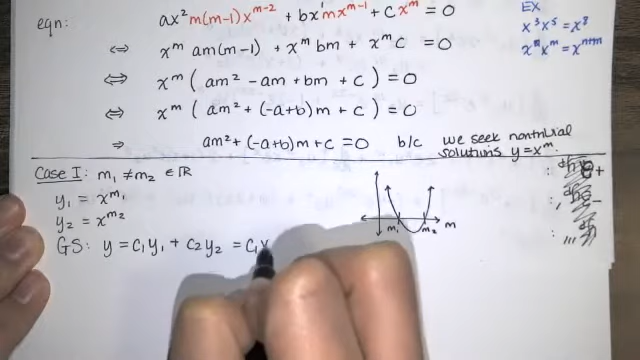 eqn: ax² m(m-1)x^{m-2} + bx' mx^{m-1} + c x^m = 0
⇔ x^m am(m-1) + x^m bm + x^m c = 0
⇔ x^m ( am² - am + bm + c ) = 0
⇔ x^m ( am² + (-a+b)m + c ) = 0
⇒ am² + (-a+b)m + c = 0 b/c we seek nontrivial solutions y = x^m.
EX
x³x⁵ = x⁸
x^n x^m = x^{n+m}
Case I: m₁ ≠ m₂ ∈ ℝ
y₁ = x^{m₁}
y₂ = x^{m₂}
GS: y = c₁y₁ + c₂y₂ = c₁x
m₁ m₂ m